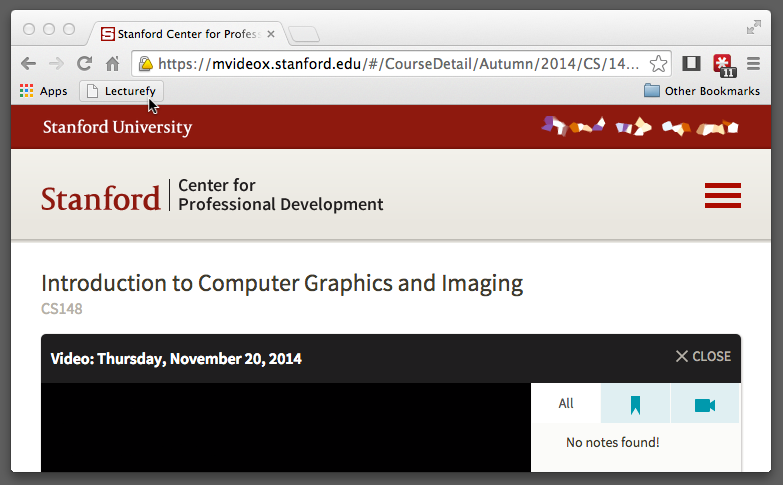 Stanford Center for Profes
https://mvideox.stanford.edu/#/CourseDetail/Autumn/2014/CS/14...
11
Apps
Lecturefy
Other Bookmarks
Stanford University
Stanford
Center for
Professional Development
Introduction to Computer Graphics and Imaging
CS148
Video: Thursday, November 20, 2014
CLOSE
All
No notes found!